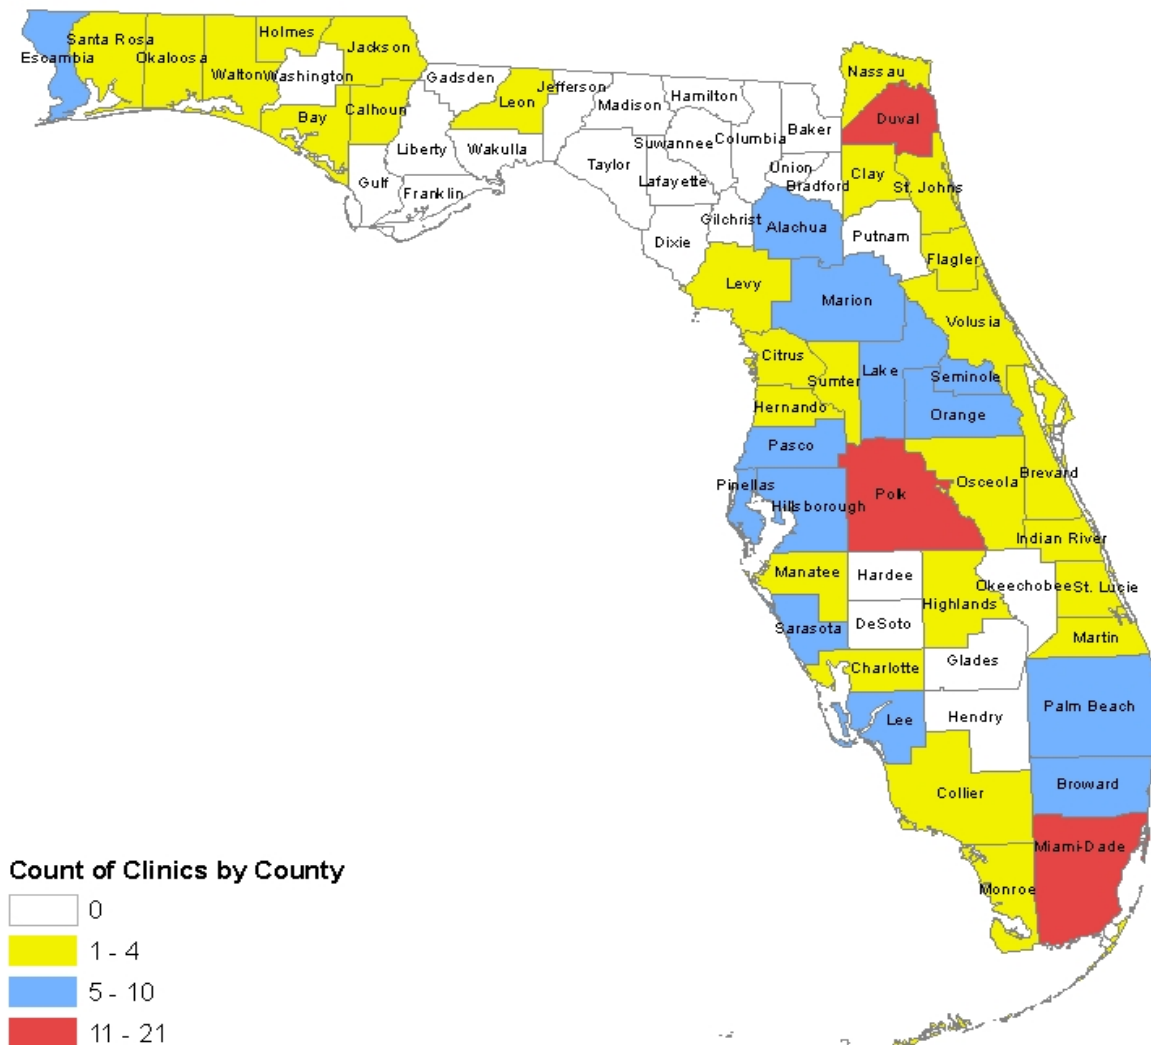 Holmes
Santa Rosa
Jackson
Escambia
Okaloosa
Walton
Washington
Gadsden
Jefferson
Nassau
Leon
Madison
Hamilton
Calhoun
Bay
Duval
Baker
Suwannee
Columbia
Liberty
Wakulla
Taylor
Union
Clay
Gulf
Lafayette
Bradford
St. Johns
Franklin
Gilchrist
Alachua
Putnam
Dixie
Flagler
Levy
Marion
Volusia
Citrus
Lake
Sumter
Seminole
Hernando
Orange
Pasco
Brevard
Pinellas
Osceola
Polk
Hillsborough
Indian River
Manatee
Hardee
Okeechobee
St. Lucie
Highlands
Sarasota
DeSoto
Martin
Charlotte
Glades
Palm Beach
Lee
Hendry
Broward
Collier
Miami-Dade
Monroe
Count of Clinics by County
0
1 - 4
5 - 10
11 - 21